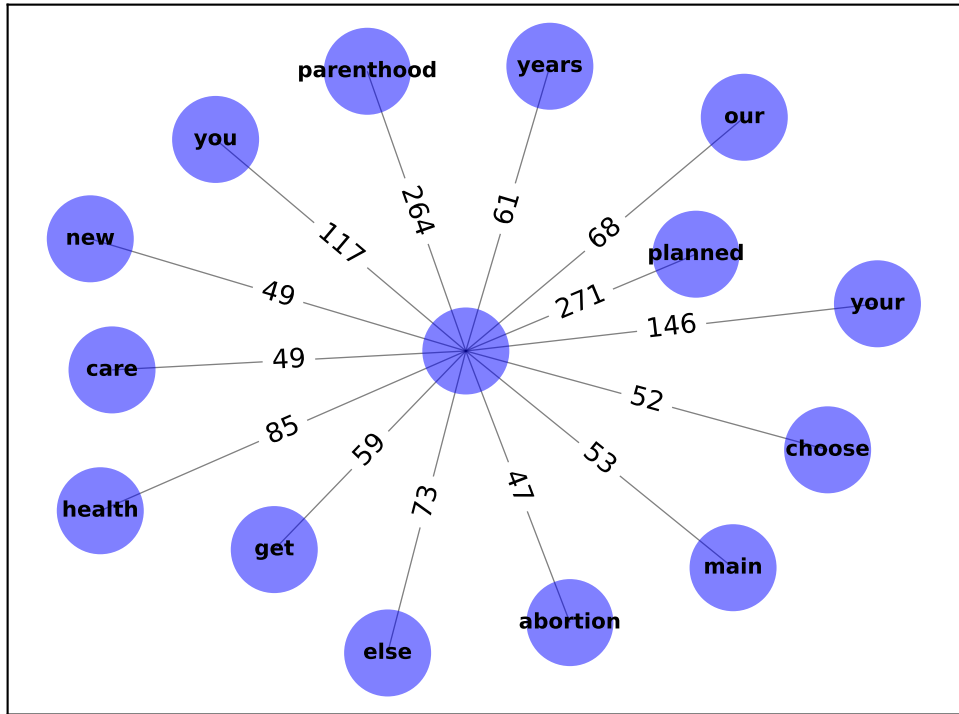 years
parenthood
our
you
new
264
61
68
117
planned
271
your
49
146
care
49
52
choose
85
59
53
health
73
47
get
main
abortion
else